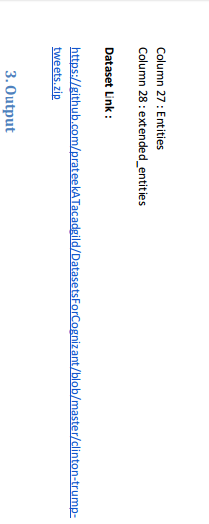 Column 27 : Entities
Column 28 : extended_entities
Dataset Link :
https://github.com/prateekATacadgild/DatasetsForCognizant/blob/master/clinton-trump-
tweets.zip
3. Output